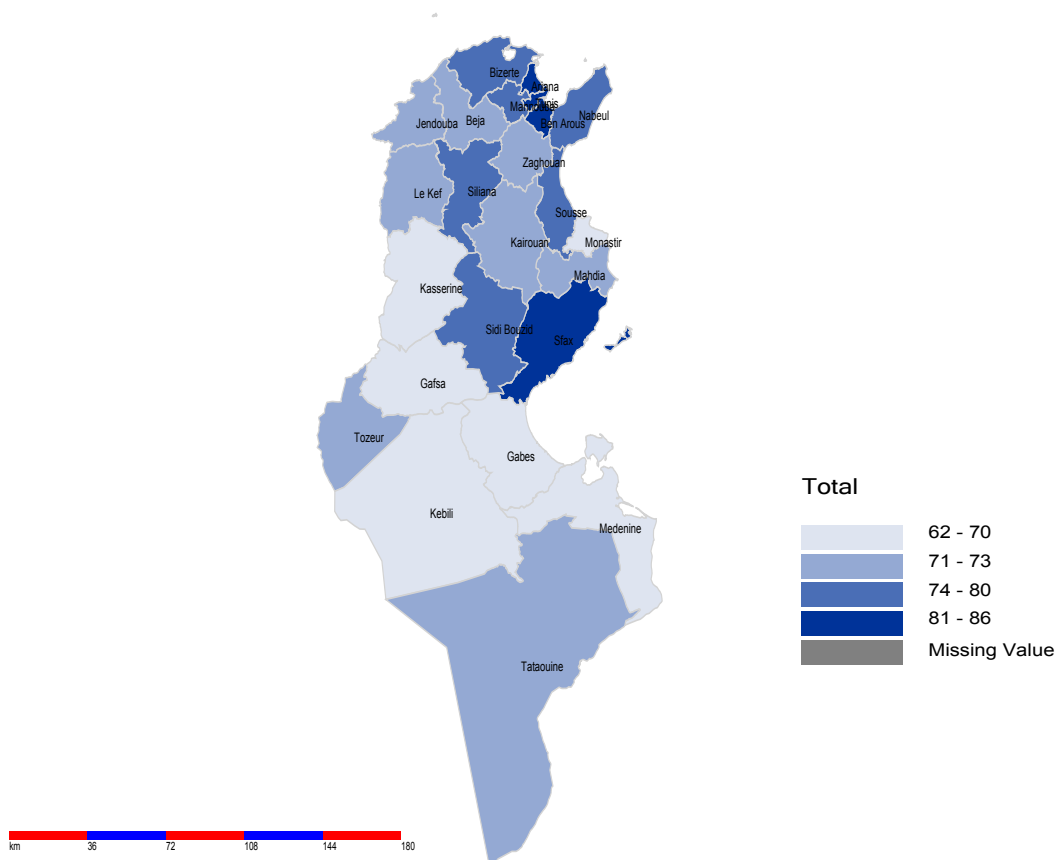 Bizerte
Ariana
Tunis
Manouba
Nabeul
Ben Arous
Jendouba
Beja
Zaghouan
Le Kef
Siliana
Sousse
Kairouan
Monastir
Mahdia
Kasserine
Sidi Bouzid
Sfax
Gafsa
Tozeur
Gabes
Kebili
Medenine
Tataouine
Total
62 - 70
71 - 73
74 - 80
81 - 86
Missing Value
km 36 72 108 144 180